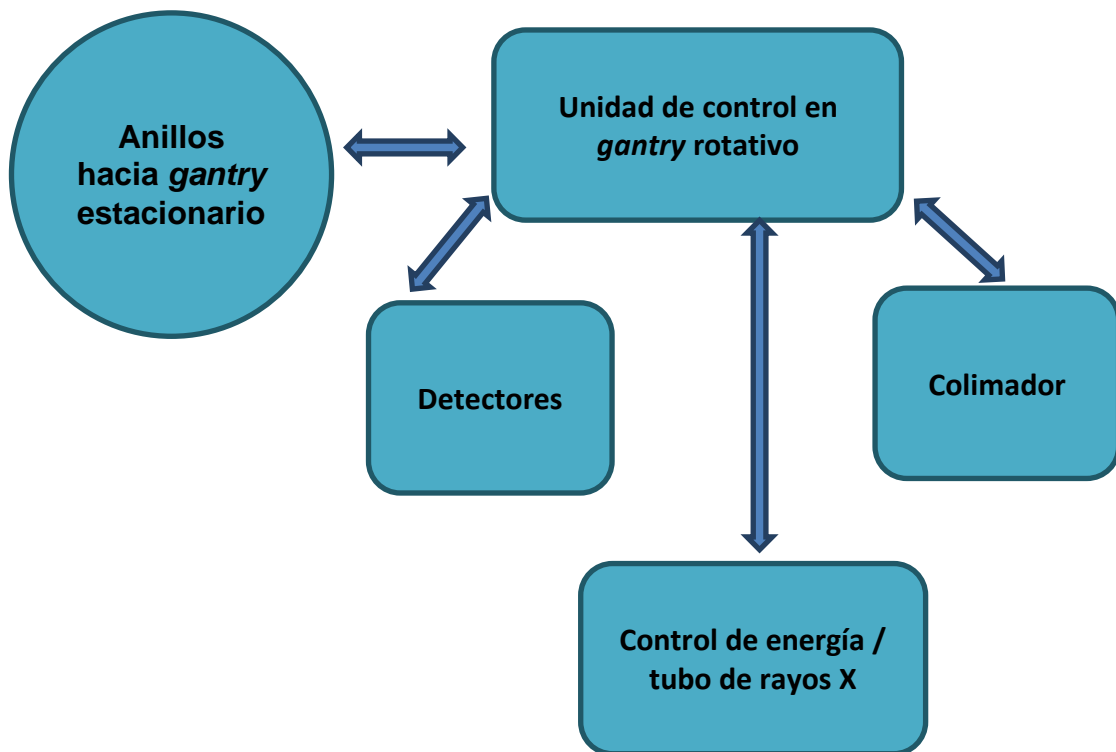 Anillos
hacia gantry
estacionario
Unidad de control en
gantry rotativo
Detectores
Colimador
Control de energía /
tubo de rayos X